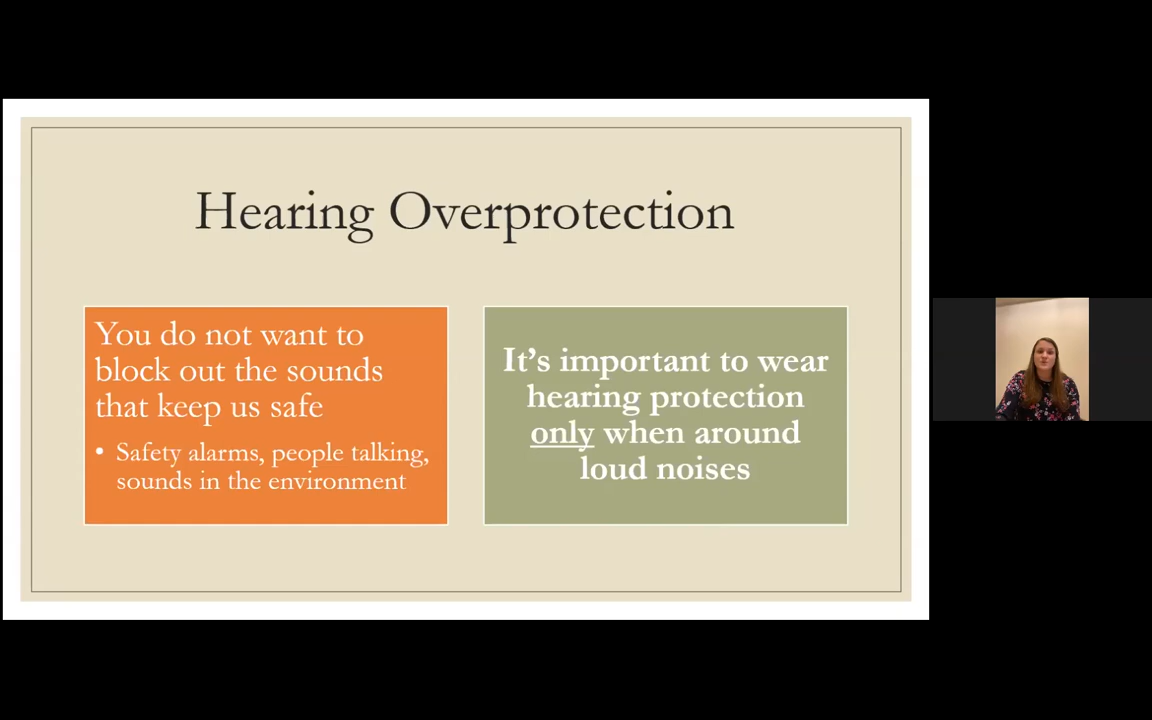 Hearing Overprotection
You do not want to
block out the sounds
that keep us safe
• Safety alarms, people talking,
sounds in the environment
It's important to wear
hearing protection
only when around
loud noises